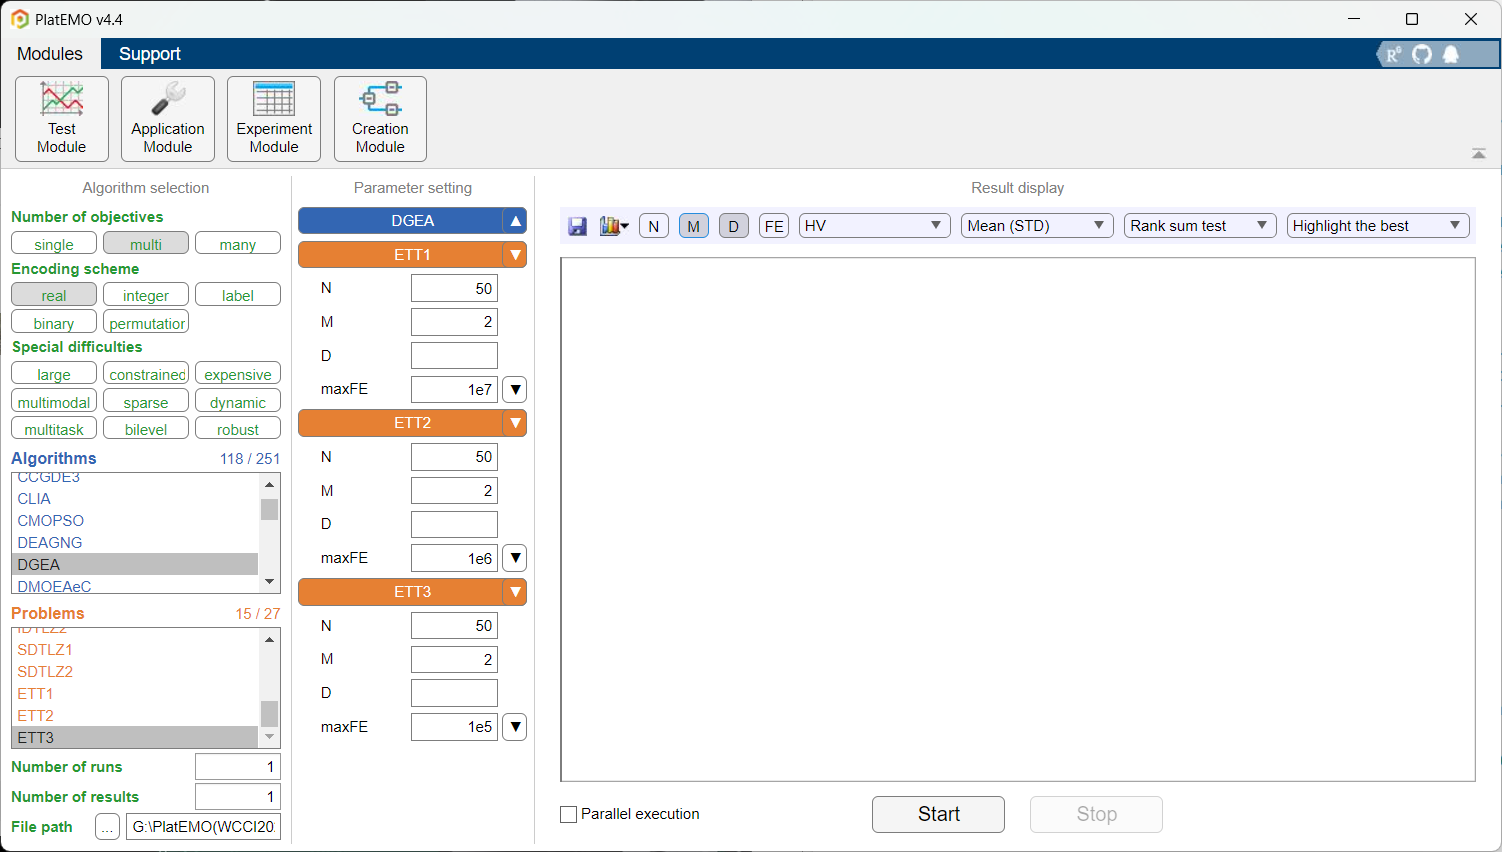 PlatEMO v4.4
Modules
Support
Test
Module
Application
Module
Experiment
Module
Creation
Module
Algorithm selection
Number of objectives
single
multi
many
Encoding scheme
real
integer
label
binary
permutation
Special difficulties
large
constrained
expensive
multimodal
sparse
dynamic
multitask
bilevel
robust
Algorithms
118 / 251
CCGDE3
CLIA
CMOPSO
DEAGNG
DGEA
DMOEAeC
Problems
15 / 27
IDTLZ2
SDTLZ1
SDTLZ2
ETT1
ETT2
ETT3
Number of runs
1
Number of results
1
File path
...
G:\PlatEMO(WCCI20
Parameter setting
DGEA
ETT1
N
50
M
2
D
maxFE
1e7
ETT2
N
50
M
2
D
maxFE
1e6
ETT3
N
50
M
2
D
maxFE
1e5
Result display
N
M
D
FE
HV
Mean (STD)
Rank sum test
Highlight the best
Parallel execution
Start
Stop